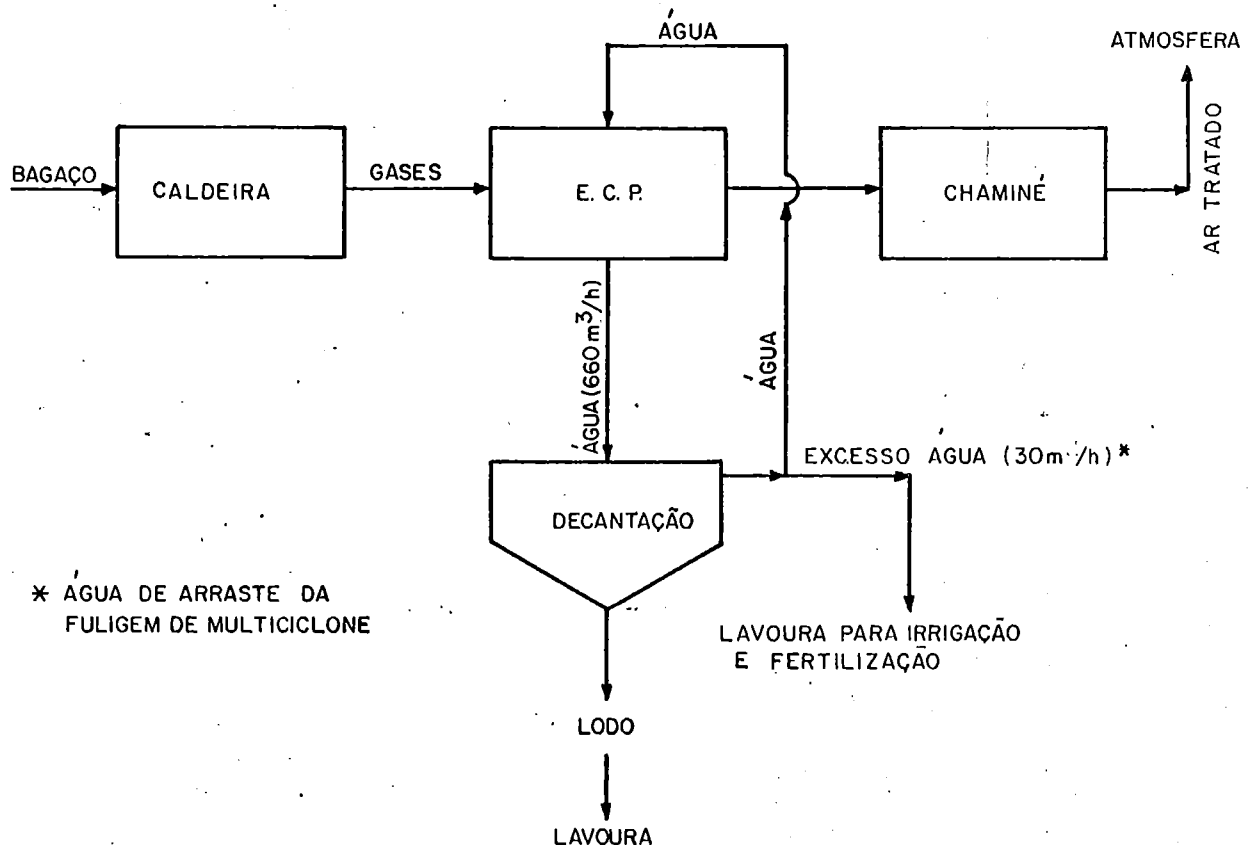 ÁGUA
ATMOSFERA
BAGAÇO
CALDEIRA
GASES
E. C. P.
CHAMINÉ
AR TRATADO
ÁGUA (660 m³/h)
ÁGUA
EXCESSO ÁGUA (30m³/h)*
DECANTAÇÃO
* ÁGUA DE ARRASTE DA
FULIGEM DE MULTICICLONE
LAVOURA PARA IRRIGAÇÃO
E FERTILIZAÇÃO
LODO
LAVOURA